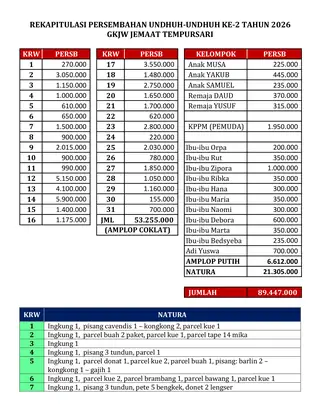 REKAPITULASI PERSEMBAHAN UNDHUH-UNDHUH KE-2 TAHUN 2026
GKJW JEMAAT TEMPURSARI
KRW PERSB KRW PERSB KELOMPOK PERSB
1 270.000 17 3.550.000 Anak MUSA 225.000
2 3.050.000 18 1.480.000 Anak YAKUB 445.000
3 1.150.000 19 2.750.000 Anak SAMUEL 235.000
4 1.000.000 20 1.650.000 Remaja DAUD 370.000
5 610.000 21 1.700.000 Remaja YUSUF 315.000
6 650.000 22 620.000
7 1.500.000 23 2.800.000 KPPM (PEMUDA) 1.950.000
8 900.000 24 220.000
9 2.015.000 25 2.030.000 Ibu-ibu Orpa 200.000
10 900.000 26 780.000 Ibu-ibu Rut 350.000
11 990.000 27 1.850.000 Ibu-ibu Zipora 1.000.000
12 5.150.000 28 1.050.000 Ibu-ibu Ribka 350.000
13 4.100.000 29 1.160.000 Ibu-ibu Hana 300.000
14 5.900.000 30 155.000 Ibu-ibu Maria 350.000
15 1.400.000 31 700.000 Ibu-ibu Naomi 300.000
16 1.175.000 JML 53.255.000 Ibu-ibu Debora 600.000
(AMPLOP COKLAT) Ibu-ibu Marta 350.000
Ibu-ibu Bedsyeba 235.000
Adi Yuswa 700.000
AMPLOP PUTIH 6.612.000
NATURA 21.305.000
JUMLAH 89.447.000
KRW NATURA
1 Ingkung 1, pisang cavendis 1 – kongkong 2, parcel kue 1
2 Ingkung 1, parcel buah 2 paket, parcel kue 1, parcel tape 14 mika
3 Ingkung 1
4 Ingkung 1, pisang 3 tundun, parcel 1
5 Ingkung 1, parcel donat 1, parcel kue 2, parcel buah 1, pisang: barlin 2 –
kongkong 1 – gajih 1
6 Ingkung 1, parcel kue 2, parcel brambang 1, parcel bawang 1, parcel kue 1
7 Ingkung 1, pisang 3 tundun, pete 5 bengkek, donet 2 lengser